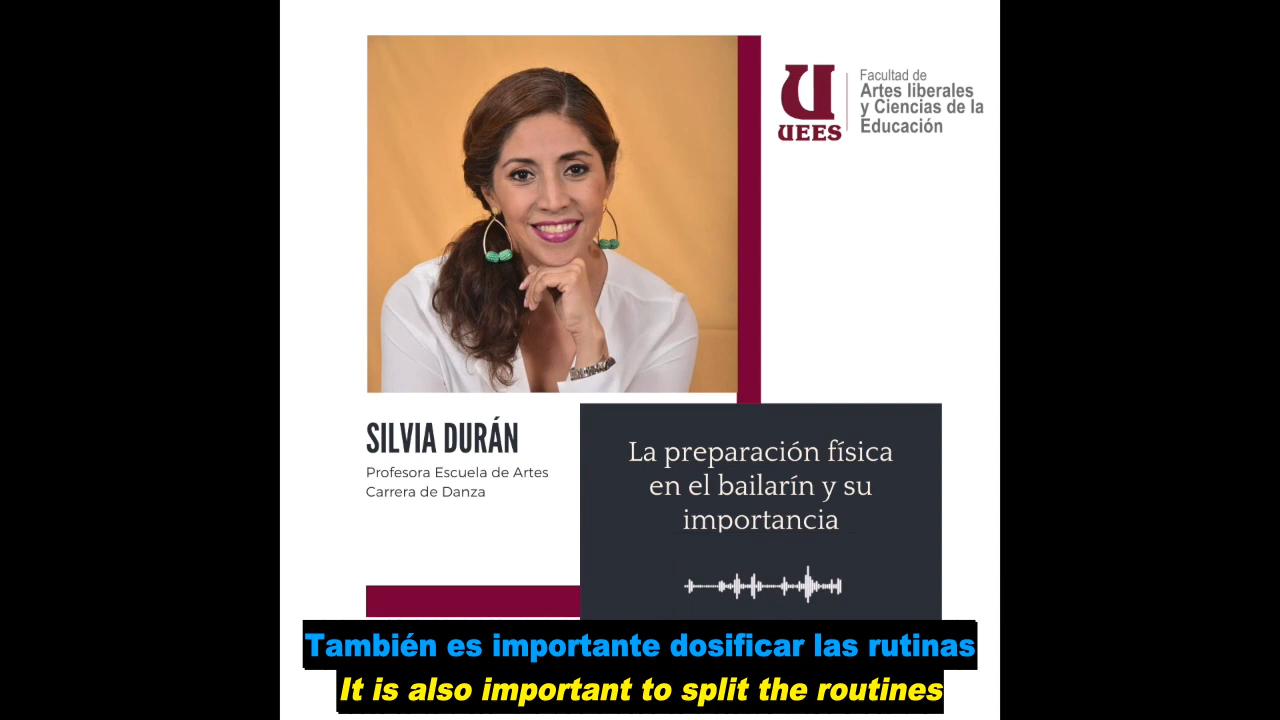 UEES
Facultad de
Artes liberales
y Ciencias de la
Educación
SILVIA DURÁN
Profesora Escuela de Artes
Carrera de Danza
La preparación física
en el bailarín y su
importancia
También es importante dosificar las rutinas
It is also important to split the routines